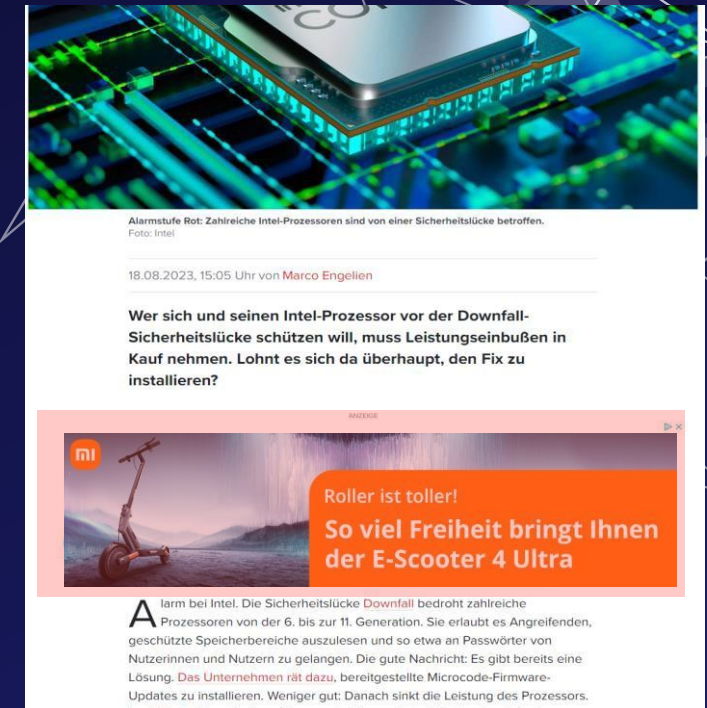 CO
Alarmstufe Rot: Zahlreiche Intel-Prozessoren sind von einer Sicherheitslücke betroffen.
Foto: Intel
18.08.2023, 15:05 Uhr von Marco Engelien
Wer sich und seinen Intel-Prozessor vor der Downfall-
Sicherheitslücke schützen will, muss Leistungseinbußen in
Kauf nehmen. Lohnt es sich da überhaupt, den Fix zu
installieren?
ANZEIGE
mi
Roller ist toller!
So viel Freiheit bringt Ihnen
der E-Scooter 4 Ultra
Alarm bei Intel. Die Sicherheitslücke Downfall bedroht zahlreiche
Prozessoren von der 6. bis zur 11. Generation. Sie erlaubt es Angreifenden,
geschützte Speicherbereiche auszulesen und so etwa an Passwörter von
Nutzerinnen und Nutzern zu gelangen. Die gute Nachricht: Es gibt bereits eine
Lösung. Das Unternehmen rät dazu, bereitgestellte Microcode-Firmware-
Updates zu installieren. Weniger gut: Danach sinkt die Leistung des Prozessors.